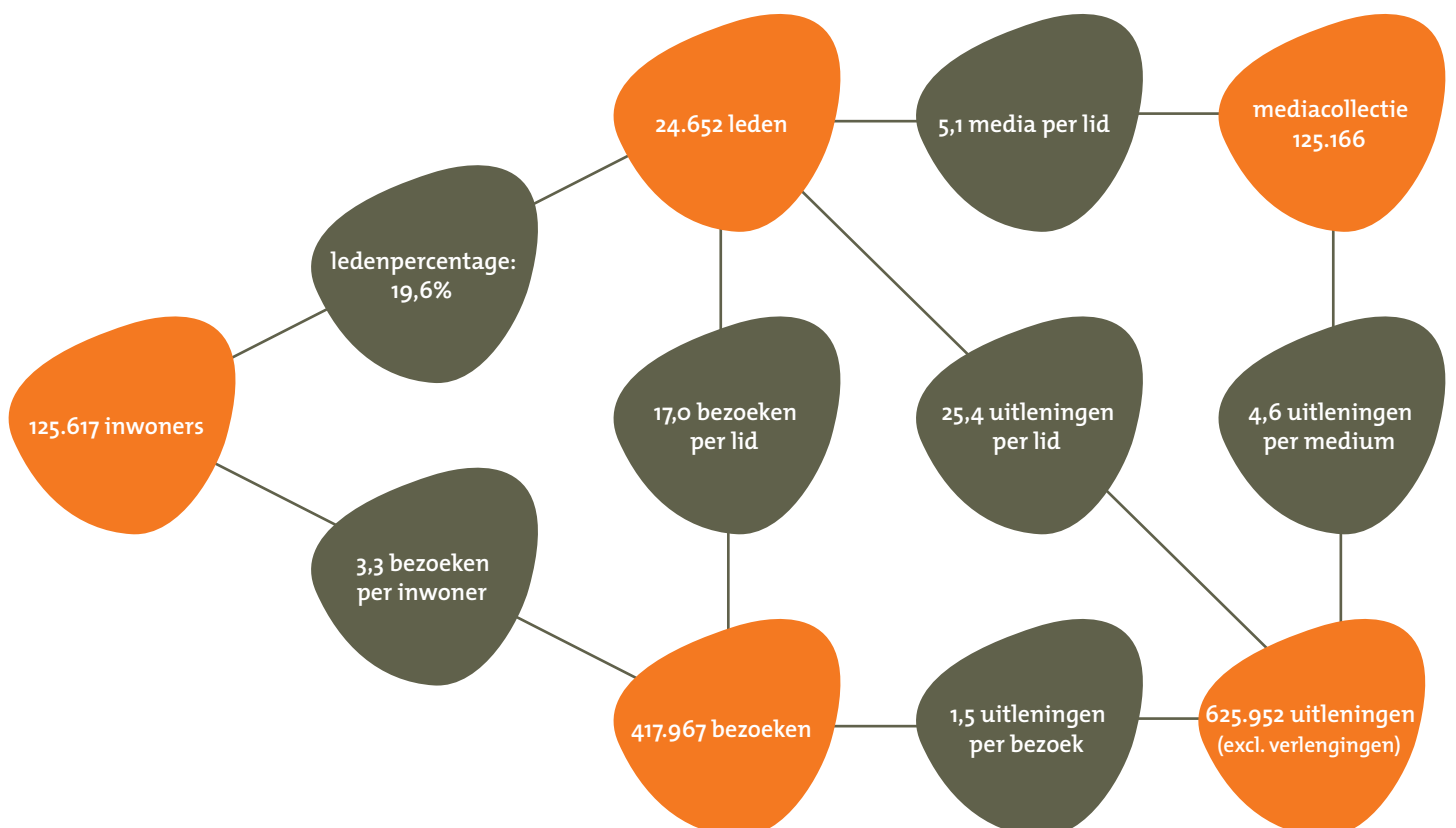 24.652 leden
5,1 media per lid
mediacollectie
125.166
ledenpercentage:
19,6%
125.617 inwoners
17,0 bezoeken
per lid
25,4 uitleningen
per lid
4,6 uitleningen
per medium
3,3 bezoeken
per inwoner
417.967 bezoeken
1,5 uitleningen
per bezoek
625.952 uitleningen
(excl. verlengingen)